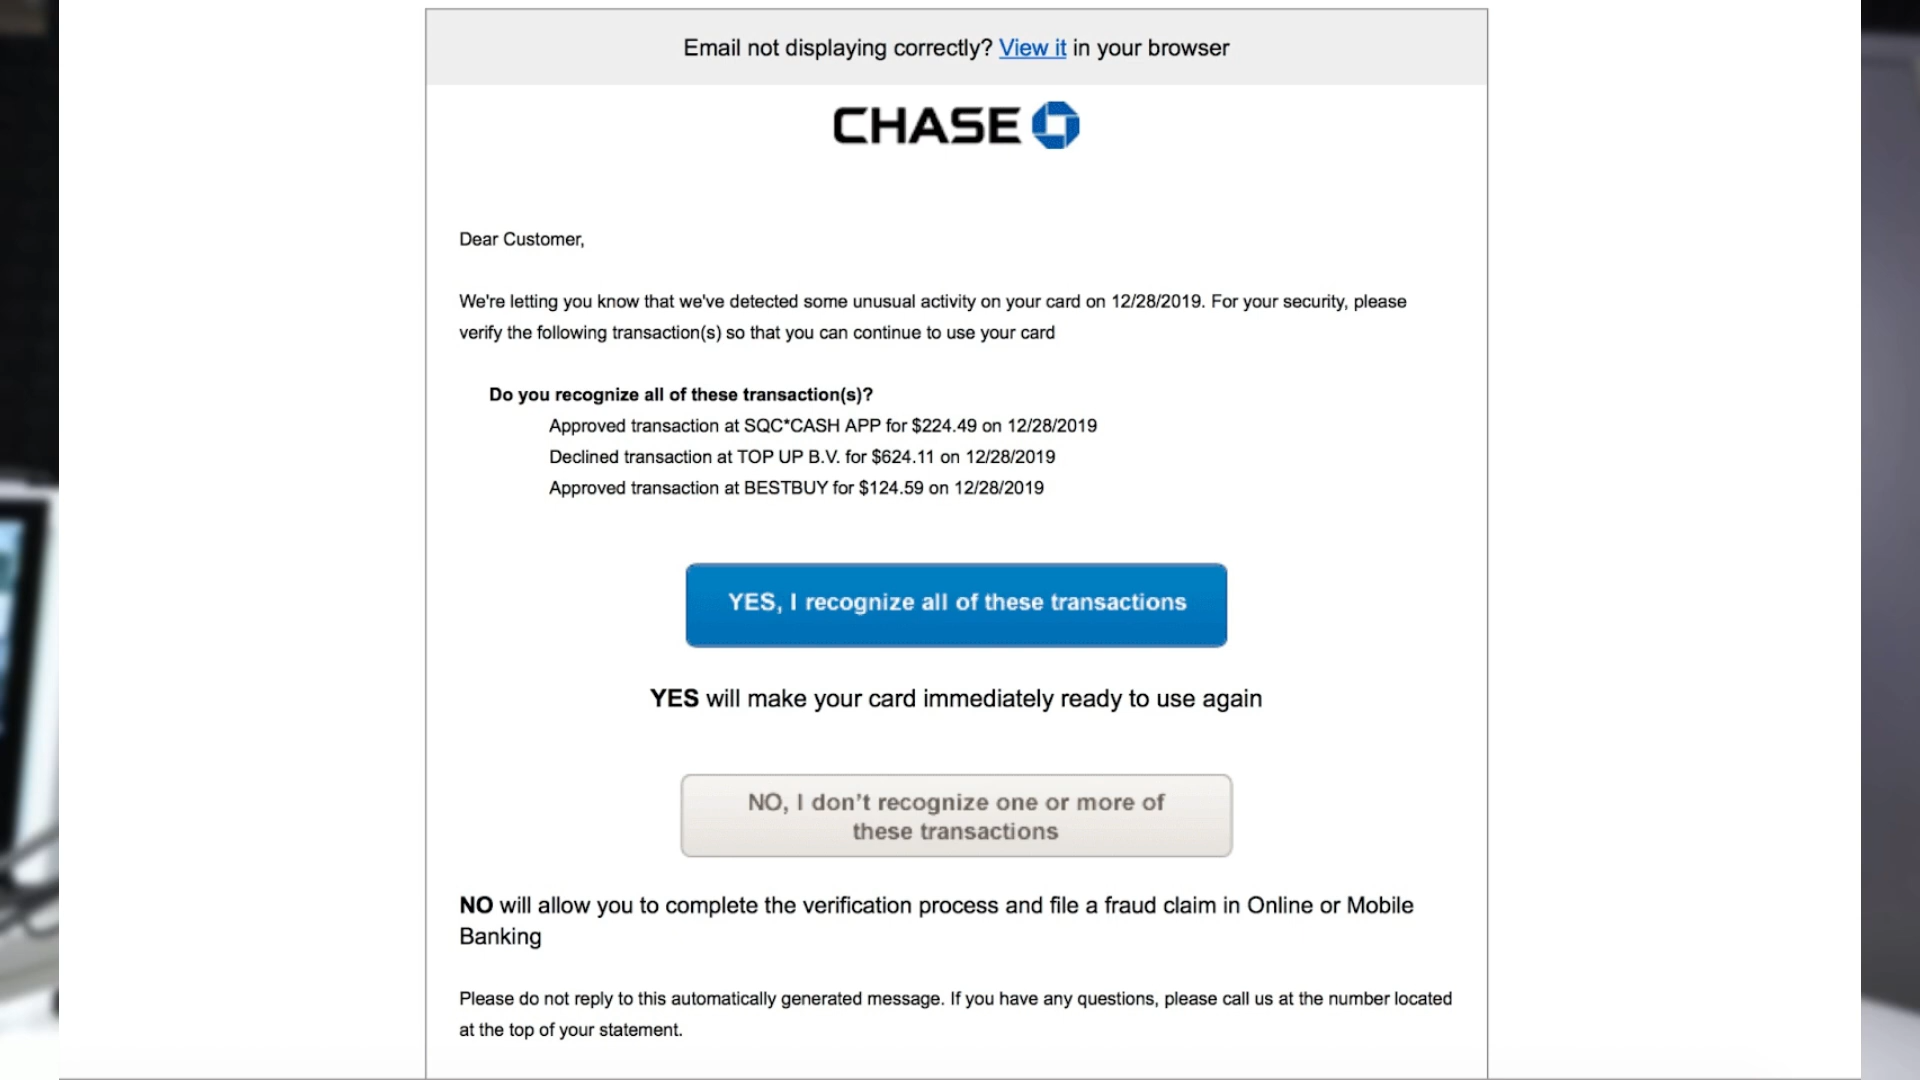 Email not displaying correctly? View it in your browser
CHASE
Dear Customer,
We're letting you know that we've detected some unusual activity on your card on 12/28/2019. For your security, please
verify the following transaction(s) so that you can continue to use your card
Do you recognize all of these transaction(s)?
Approved transaction at SQC*CASH APP for $224.49 on 12/28/2019
Declined transaction at TOP UP B.V. for $624.11 on 12/28/2019
Approved transaction at BESTBUY for $124.59 on 12/28/2019
YES, I recognize all of these transactions
YES will make your card immediately ready to use again
NO, I don't recognize one or more of
these transactions
NO will allow you to complete the verification process and file a fraud claim in Online or Mobile
Banking
Please do not reply to this automatically generated message. If you have any questions, please call us at the number located
at the top of your statement.